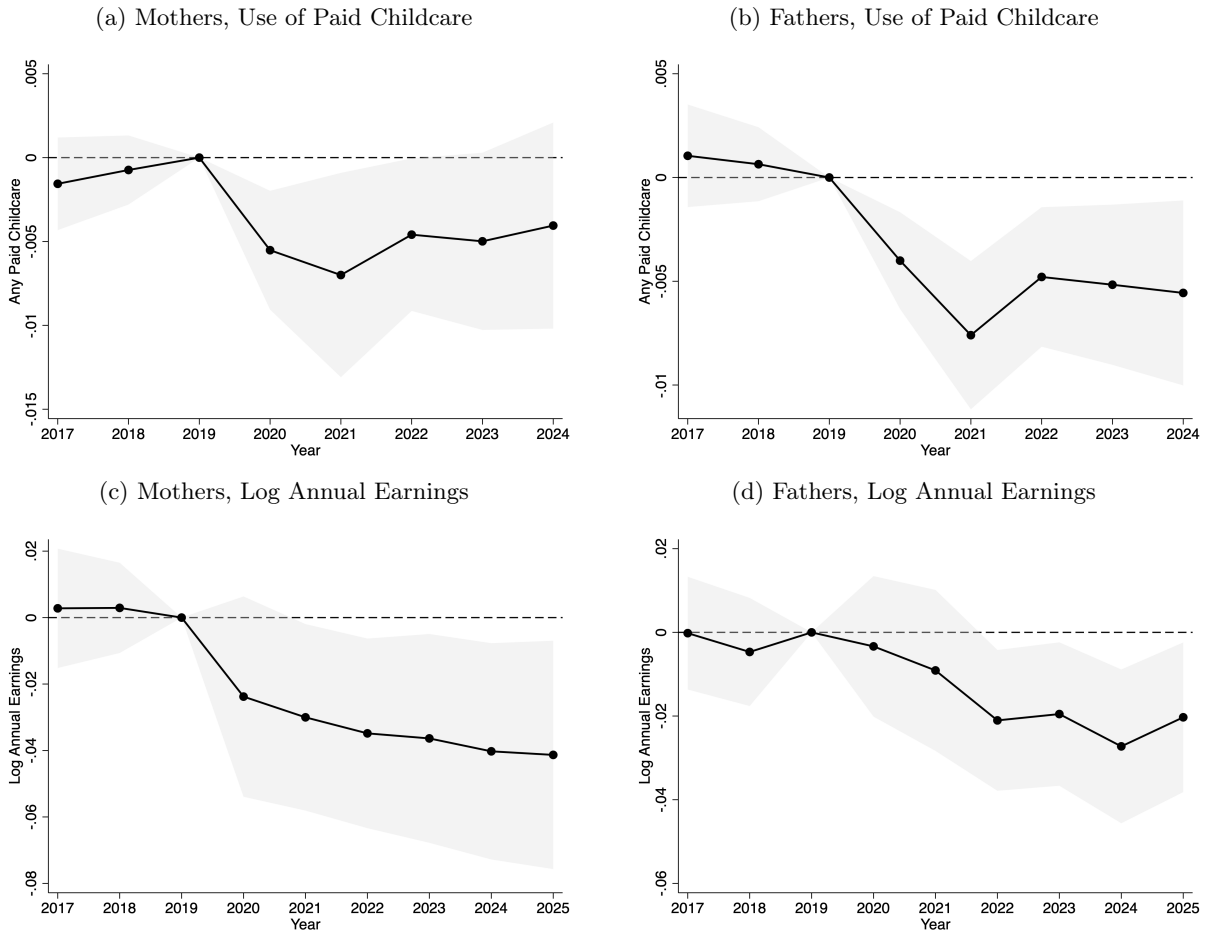 (a) Mothers, Use of Paid Childcare
Any Paid Childcare
.005
0
-.005
-.01
-.015
2017 2018 2019 2020 2021 2022 2023 2024
Year
(b) Fathers, Use of Paid Childcare
Any Paid Childcare
.005
0
-.005
-.01
2017 2018 2019 2020 2021 2022 2023 2024
Year
(c) Mothers, Log Annual Earnings
Log Annual Earnings
.02
0
-.02
-.04
-.06
-.08
2017 2018 2019 2020 2021 2022 2023 2024 2025
Year
(d) Fathers, Log Annual Earnings
Log Annual Earnings
.02
0
-.02
-.04
-.06
2017 2018 2019 2020 2021 2022 2023 2024 2025
Year